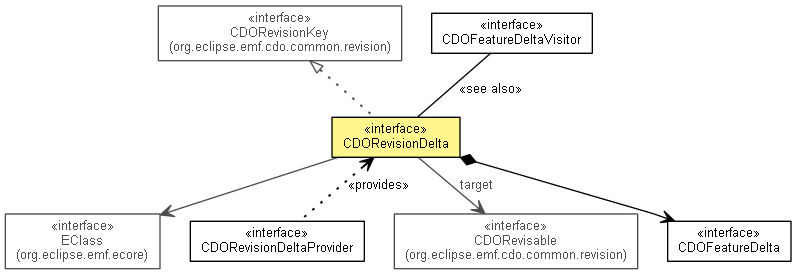 «interface»
CDORevisionKey
(org.eclipse.emf.cdo.common.revision)
«interface»
CDOFeatureDeltaVisitor
«see also»
«interface»
CDORevisionDelta
«provides»
target
«interface»
EClass
(org.eclipse.emf.ecore)
«interface»
CDORevisionDeltaProvider
«interface»
CDORevisable
(org.eclipse.emf.cdo.common.revision)
«interface»
CDOFeatureDelta